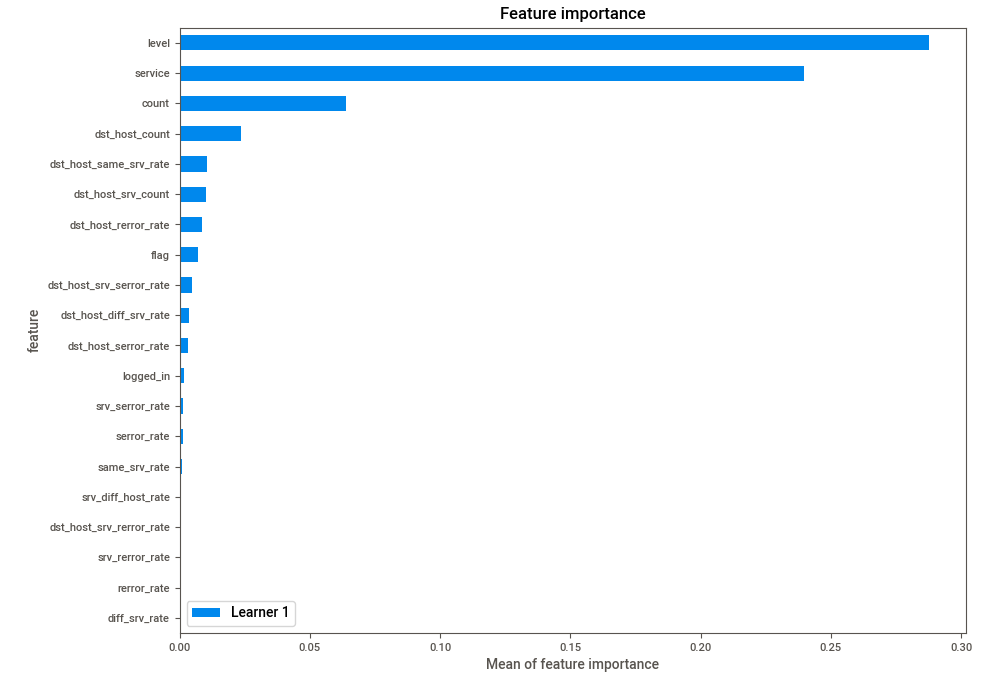 Feature importance
level
service
count
dst_host_count
dst_host_same_srv_rate
dst_host_srv_count
dst_host_rerror_rate
flag
dst_host_srv_serror_rate
dst_host_diff_srv_rate
dst_host_serror_rate
logged_in
srv_serror_rate
serror_rate
same_srv_rate
srv_diff_host_rate
dst_host_srv_rerror_rate
srv_rerror_rate
rerror_rate
diff_srv_rate
feature
Learner 1
0.00 0.05 0.10 0.15 0.20 0.25 0.30
Mean of feature importance